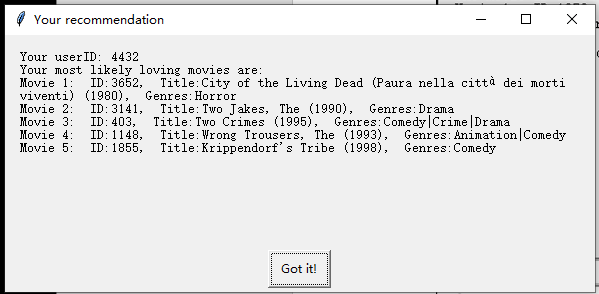 Your recommendation
Your userID: 4432
Your most likely loving movies are:
Movie 1:  ID:3652,  Title:City of the Living Dead (Paura nella città dei morti
viventi) (1980),  Genres:Horror
Movie 2:  ID:3141,  Title:Two Jakes, The (1990),  Genres:Drama
Movie 3:  ID:403,  Title:Two Crimes (1995),  Genres:Comedy|Crime|Drama
Movie 4:  ID:1148,  Title:Wrong Trousers, The (1993),  Genres:Animation|Comedy
Movie 5:  ID:1855,  Title:Krippendorf's Tribe (1998),  Genres:Comedy
Got it!